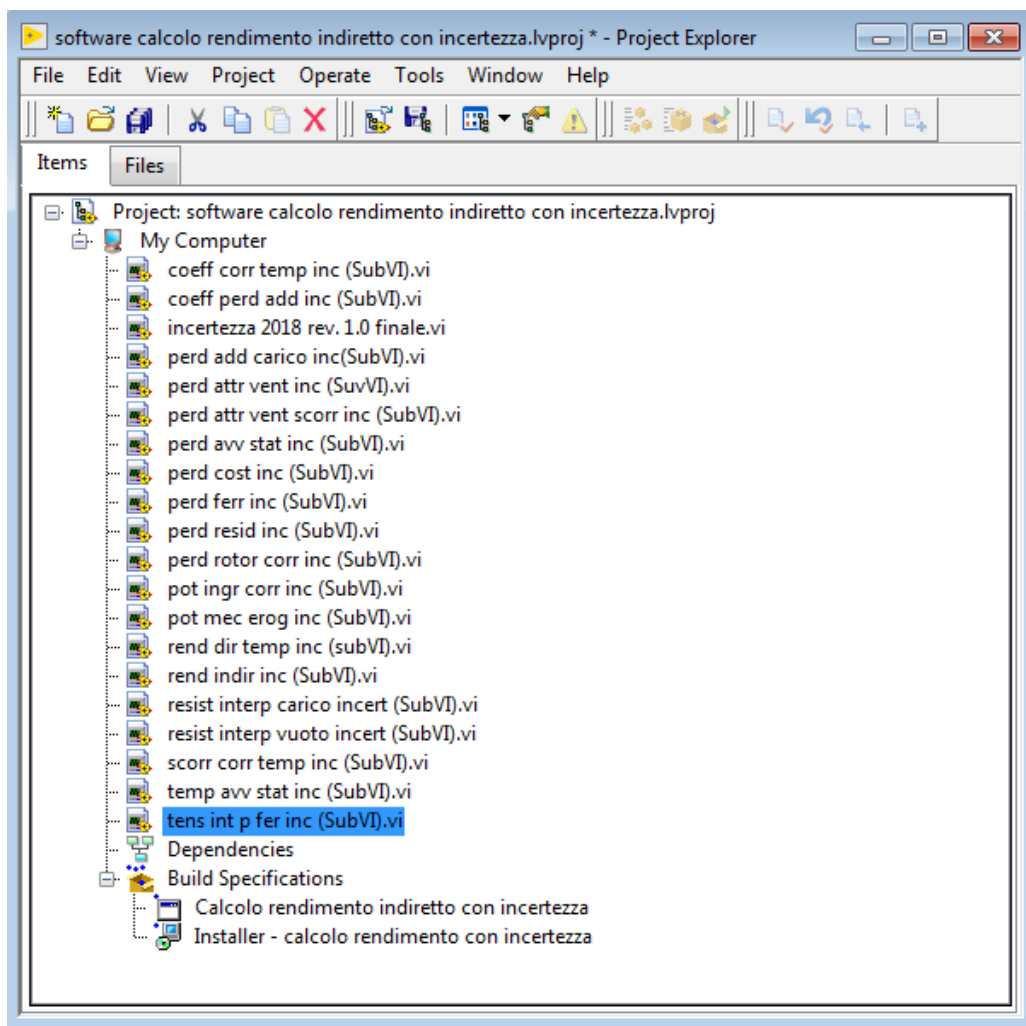 software calcolo rendimento indiretto con incertezza.lvproj * - Project Explorer
File Edit View Project Operate Tools Window Help
Items Files
Project: software calcolo rendimento indiretto con incertezza.lvproj
My Computer
coeff corr temp inc (SubVI).vi
coeff perd add inc (SubVI).vi
incertezza 2018 rev. 1.0 finale.vi
perd add carico inc(SubVI).vi
perd attr vent inc (SuvVI).vi
perd attr vent scorr inc (SubVI).vi
perd avv stat inc (SubVI).vi
perd cost inc (SubVI).vi
perd ferr inc (SubVI).vi
perd resid inc (SubVI).vi
perd rotor corr inc (SubVI).vi
pot ingr corr inc (SubVI).vi
pot mec erog inc (SubVI).vi
rend dir temp inc (subVI).vi
rend indir inc (SubVI).vi
resist interp carico incert (SubVI).vi
resist interp vuoto incert (SubVI).vi
scorr corr temp inc (SubVI).vi
temp avv stat inc (SubVI).vi
tens int p fer inc (SubVI).vi
Dependencies
Build Specifications
Calcolo rendimento indiretto con incertezza
Installer - calcolo rendimento con incertezza